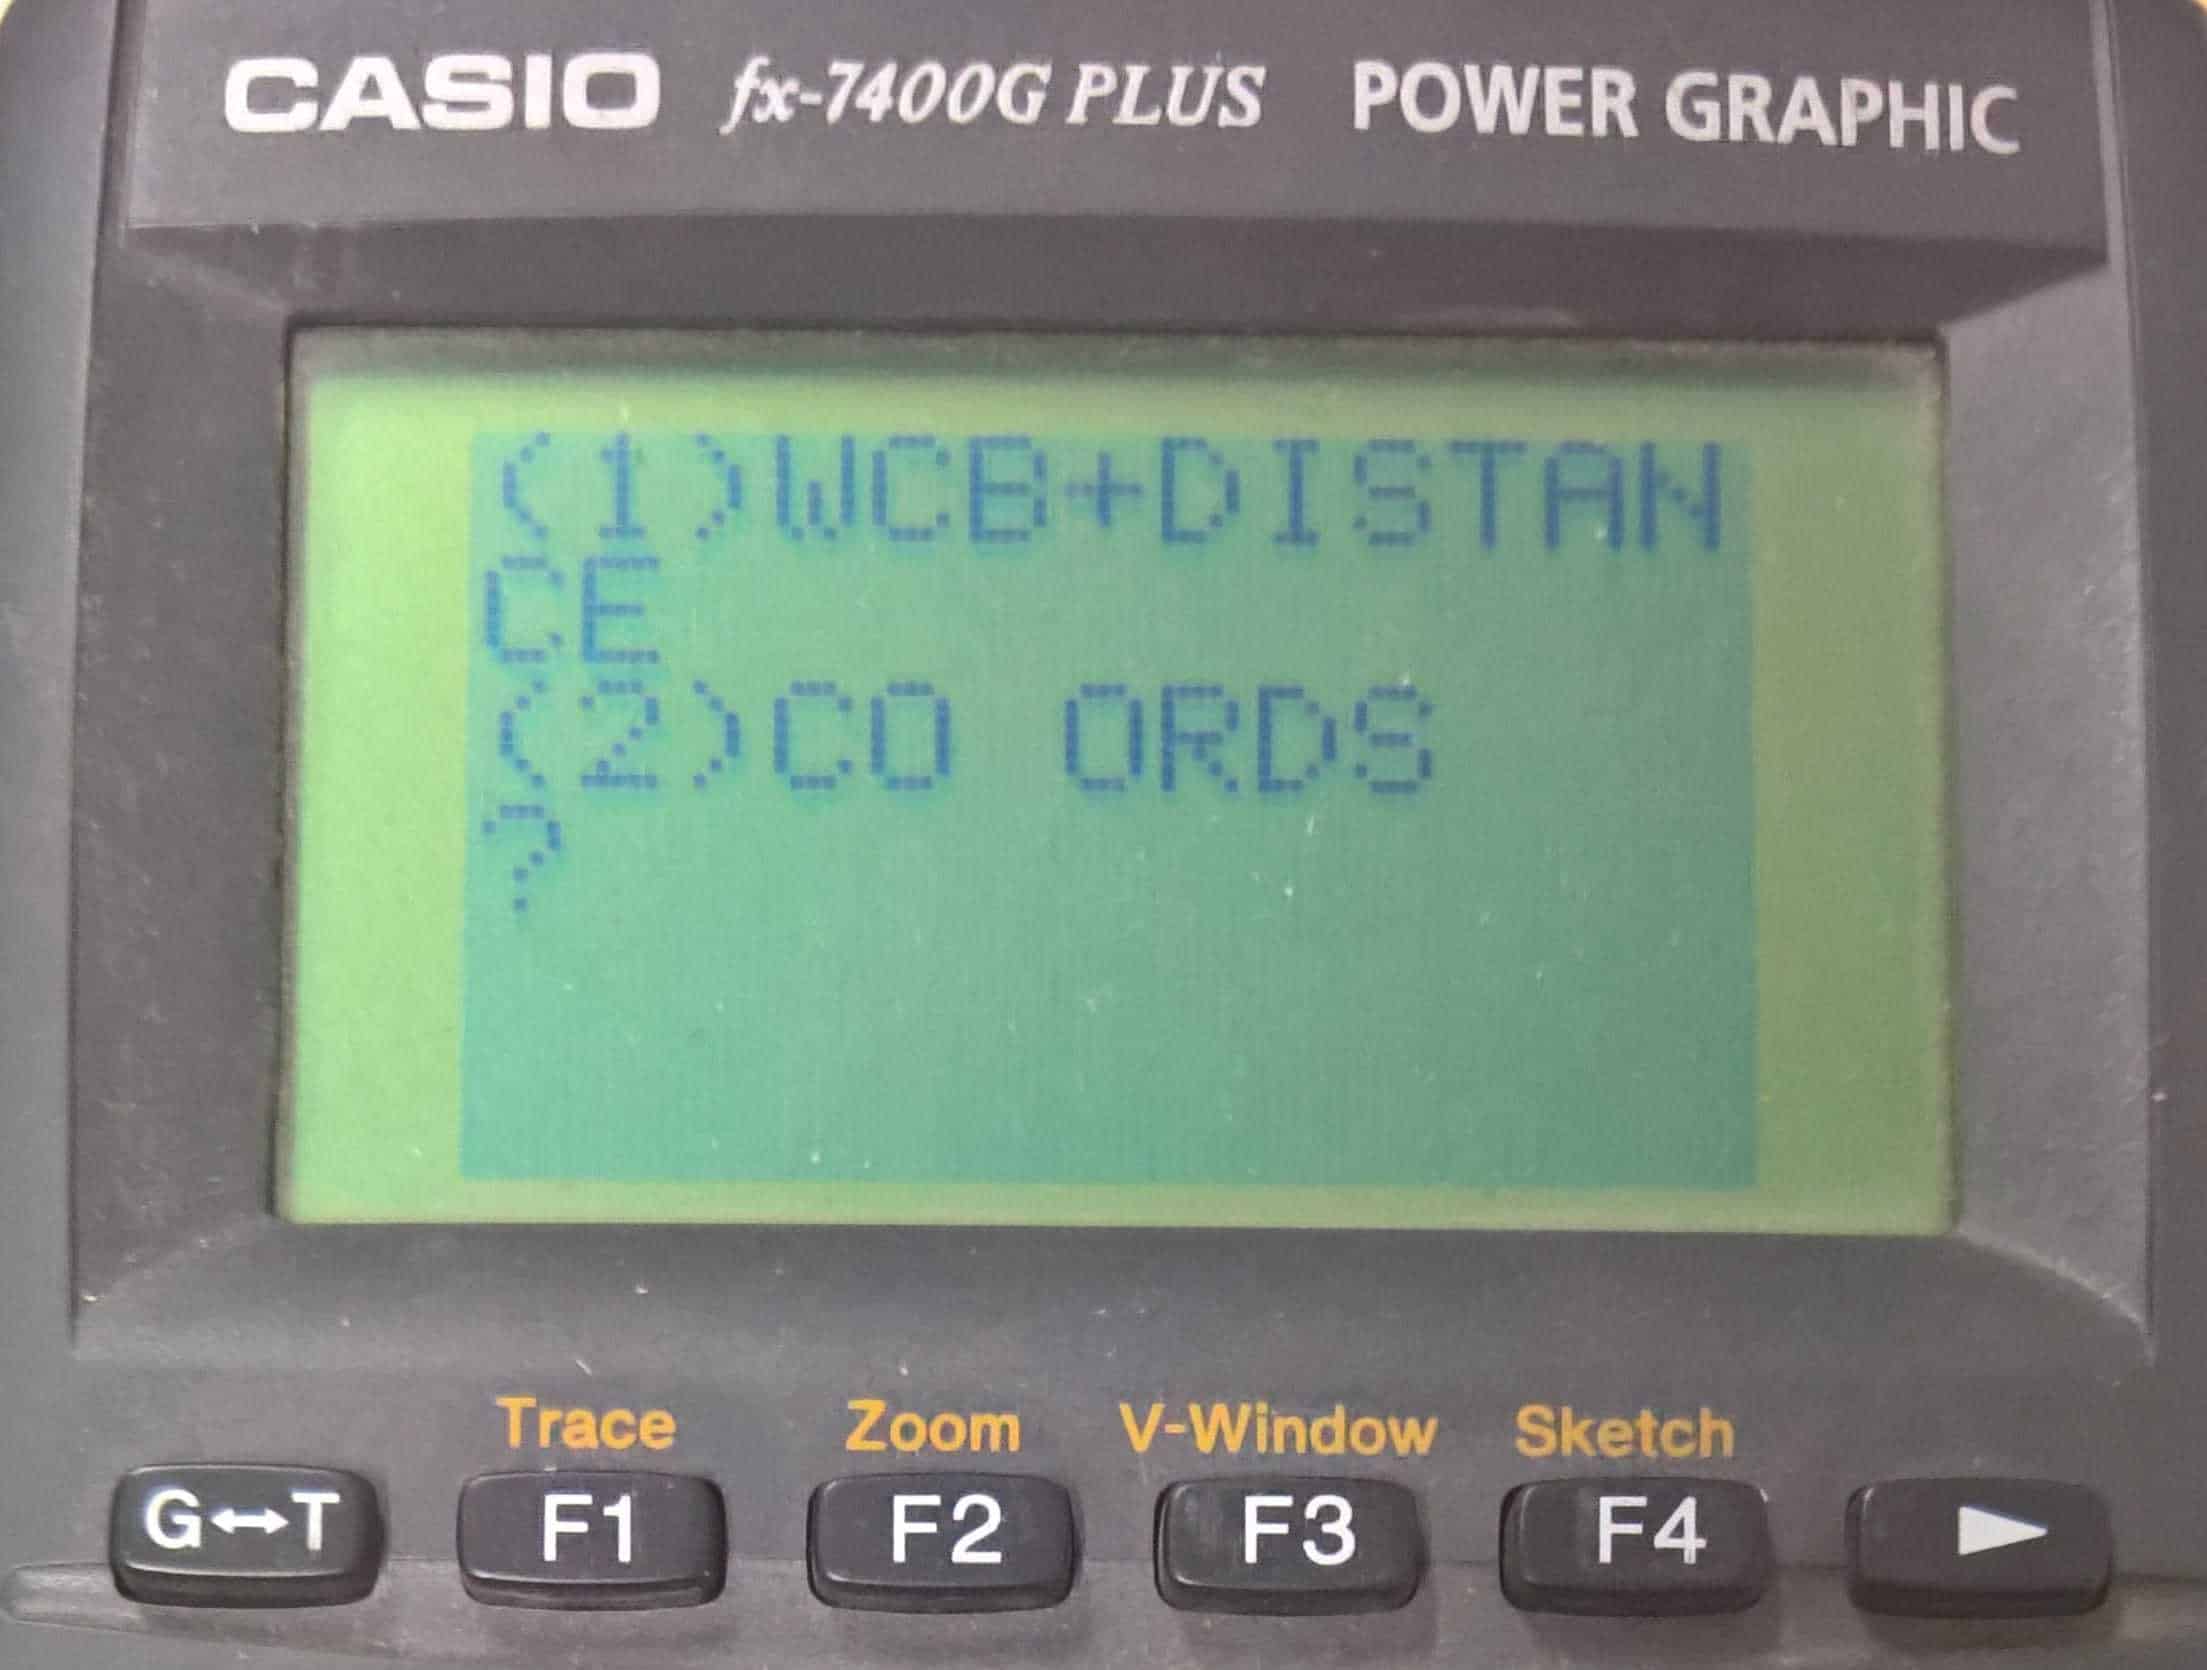 CASIO fx-7400G PLUS POWER GRAPHIC
(1)WCB+DISTAN
CE
(2)CO ORDS
?
Trace Zoom V-Window Sketch
G↔T F1 F2 F3 F4 ▶